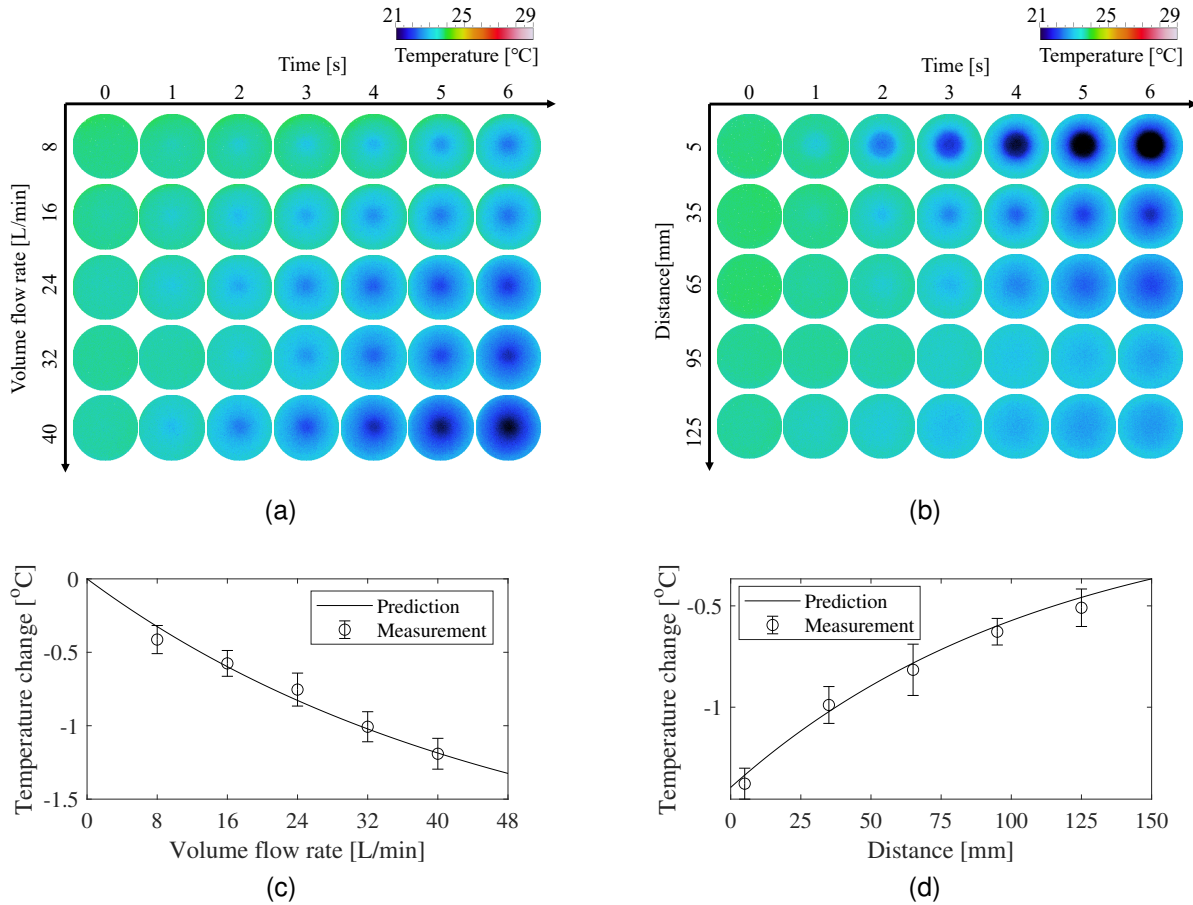 21 25 29
Temperature [℃]
Time [s]
0 1 2 3 4 5 6
Volume flow rate [L/min]
8
16
24
32
40
(a)
21 25 29
Temperature [℃]
Time [s]
0 1 2 3 4 5 6
Distance[mm]
5
35
65
95
125
(b)
Temperature change [°C]
0
-0.5
-1
-1.5
Prediction
Measurement
0 8 16 24 32 40 48
Volume flow rate [L/min]
(c)
Temperature change [°C]
-0.5
-1
Prediction
Measurement
0 25 50 75 100 125 150
Distance [mm]
(d)